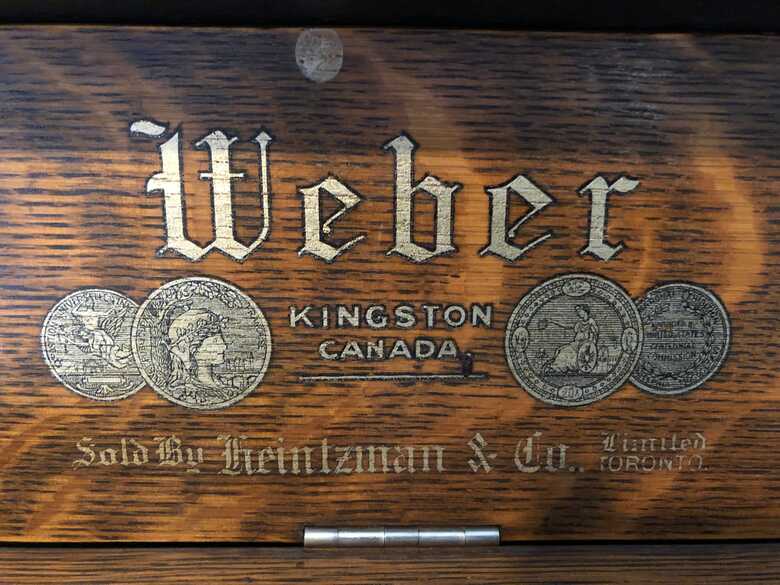 Weber
KINGSTON
CANADA
Sold By Heintzman & Co., Limited
TORONTO.